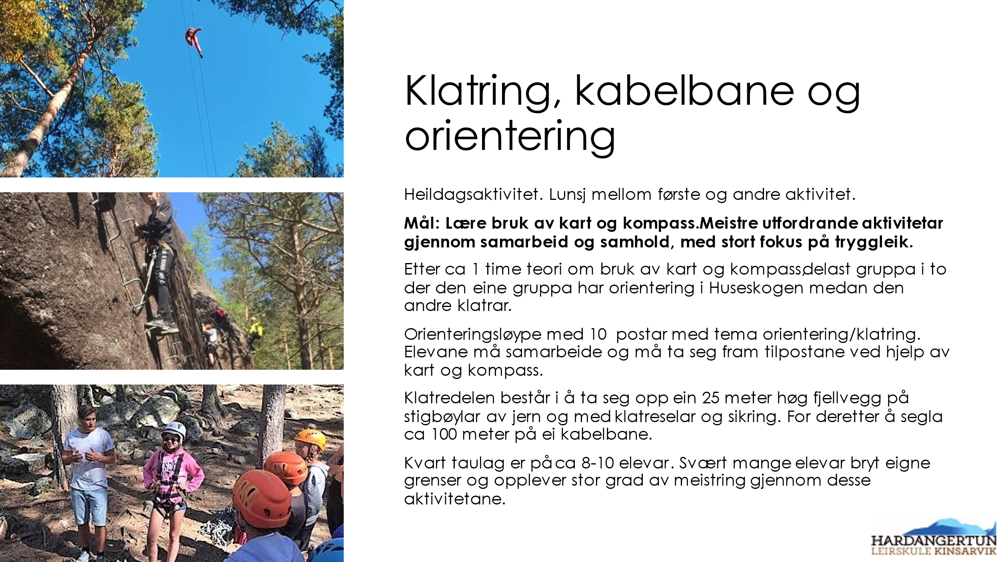 Klatring, kabelbane og
orientering
Heildagsaktivitet. Lunsj mellom første og andre aktivitet.
Mål: Lære bruk av kart og kompass.Meistre utfordrande aktivitetar
gjennom samarbeid og samhold, med stort fokus på tryggleik.
Etter ca 1 time teori om bruk av kart og kompass,delast gruppa i to
der den eine gruppa har orientering i Huseskogen medan den
andre klatrar.
Orienteringsløype med 10 postar med tema orientering/klatring.
Elevane må samarbeide og må ta seg fram tilpostane ved hjelp av
kart og kompass.
Klatredelen består i å ta seg opp ein 25 meter høg fjellvegg på
stigbøylar av jern og med klatreselar og sikring. For deretter å segla
ca 100 meter på ei kabelbane.
Kvart taulag er på ca 8-10 elevar. Svært mange elevar bryt eigne
grenser og opplever stor grad av meistring gjennom desse
aktivitetane.
HARDANGERTUN
LEIRSKULE KINSARVIK